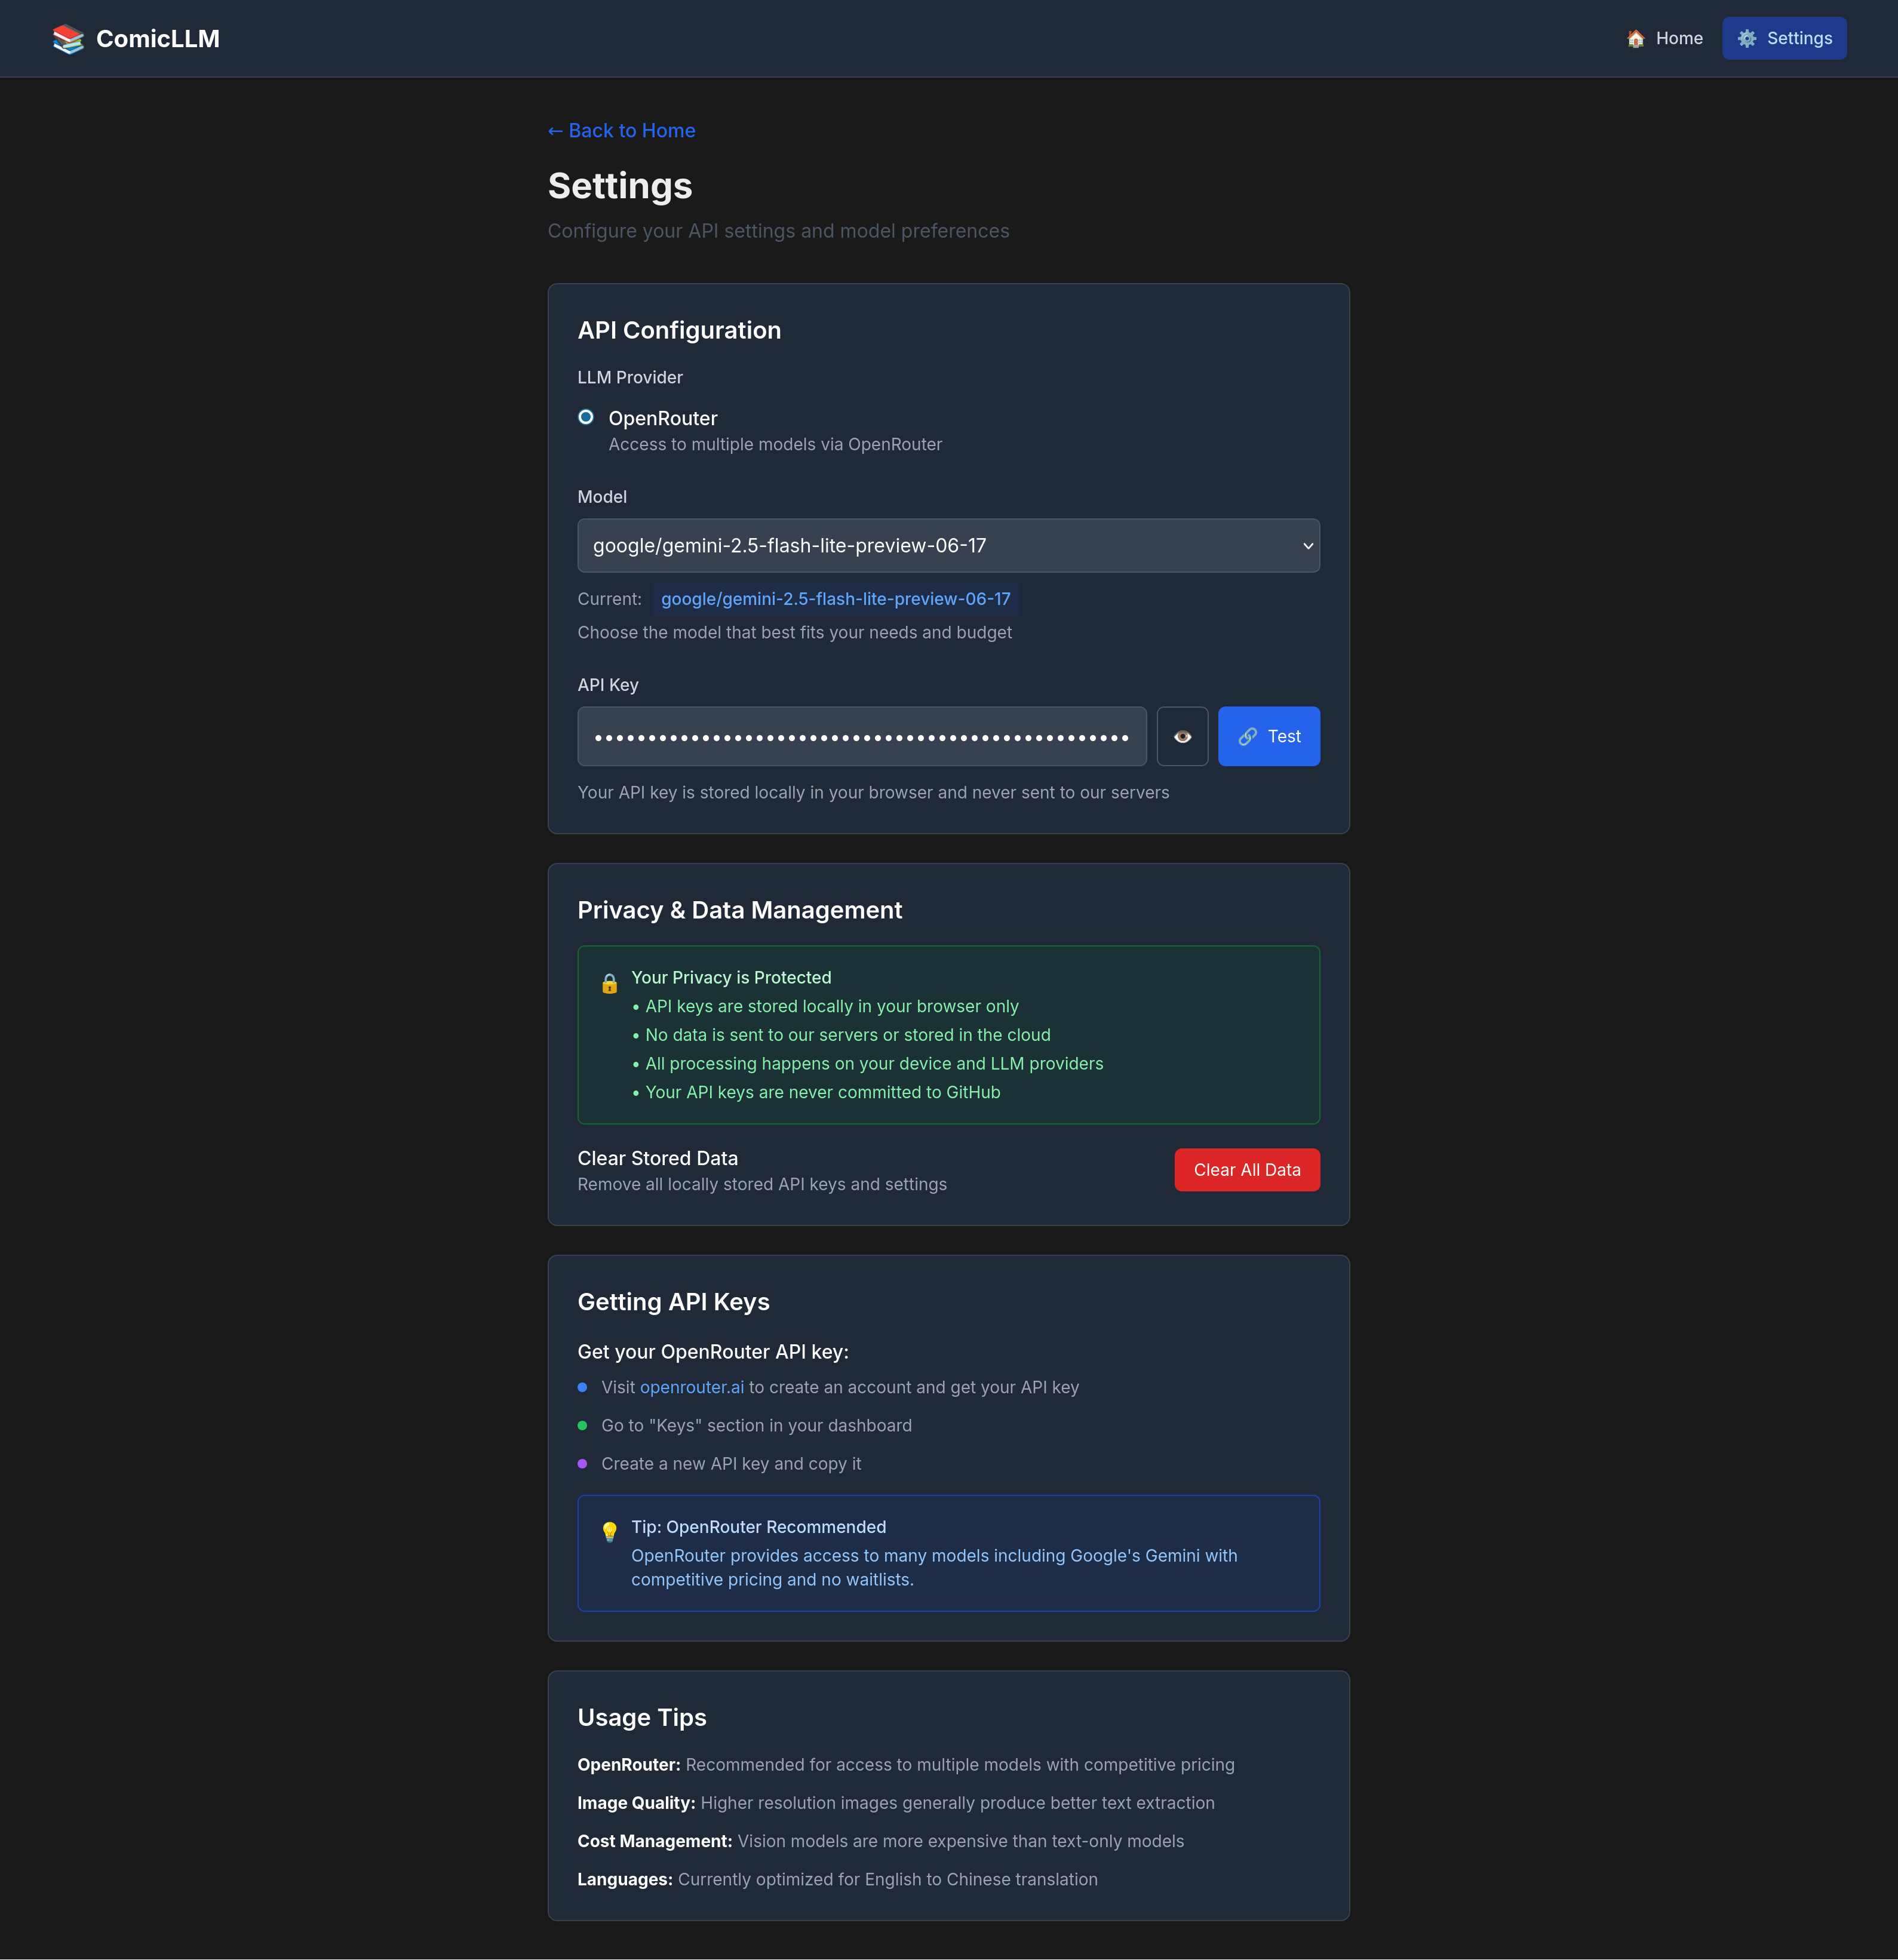 ComicLLM
Home
Settings
← Back to Home
Settings
Configure your API settings and model preferences
API Configuration
LLM Provider
OpenRouter
Access to multiple models via OpenRouter
Model
google/gemini-2.5-flash-lite-preview-06-17
Current: google/gemini-2.5-flash-lite-preview-06-17
Choose the model that best fits your needs and budget
API Key
••••••••••••••••••••••••••••••••••••••••••••••••••
Test
Your API key is stored locally in your browser and never sent to our servers
Privacy & Data Management
Your Privacy is Protected
• API keys are stored locally in your browser only
• No data is sent to our servers or stored in the cloud
• All processing happens on your device and LLM providers
• Your API keys are never committed to GitHub
Clear Stored Data
Remove all locally stored API keys and settings
Clear All Data
Getting API Keys
Get your OpenRouter API key:
Visit openrouter.ai to create an account and get your API key
Go to "Keys" section in your dashboard
Create a new API key and copy it
Tip: OpenRouter Recommended
OpenRouter provides access to many models including Google's Gemini with
competitive pricing and no waitlists.
Usage Tips
OpenRouter: Recommended for access to multiple models with competitive pricing
Image Quality: Higher resolution images generally produce better text extraction
Cost Management: Vision models are more expensive than text-only models
Languages: Currently optimized for English to Chinese translation